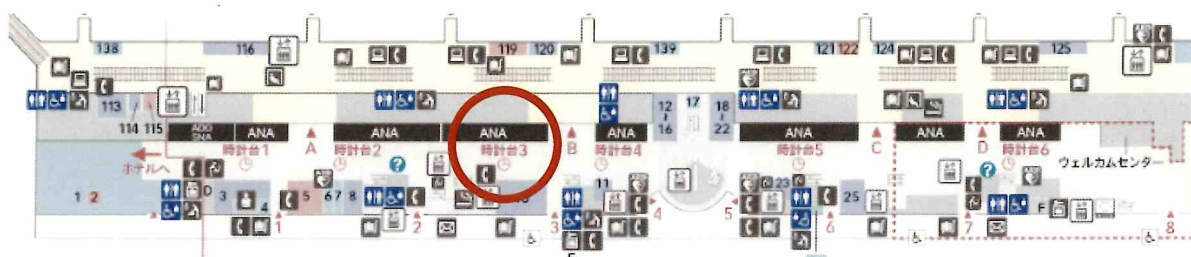 138 116 119 120 139 121 122 124 125
113
114 115
12 17 18
16 22
ADO
SNA ANA ANA ANA ANA ANA ANA
時計台1 A 時計台2 時計台3 B 時計台4 時計台5 C D 時計台6
ホテルへ
ウェルカムセンター
?
?
1 2 D 3 4 5 6 7 8 11 23 25 F
1 2 3 4 5 6 7 8